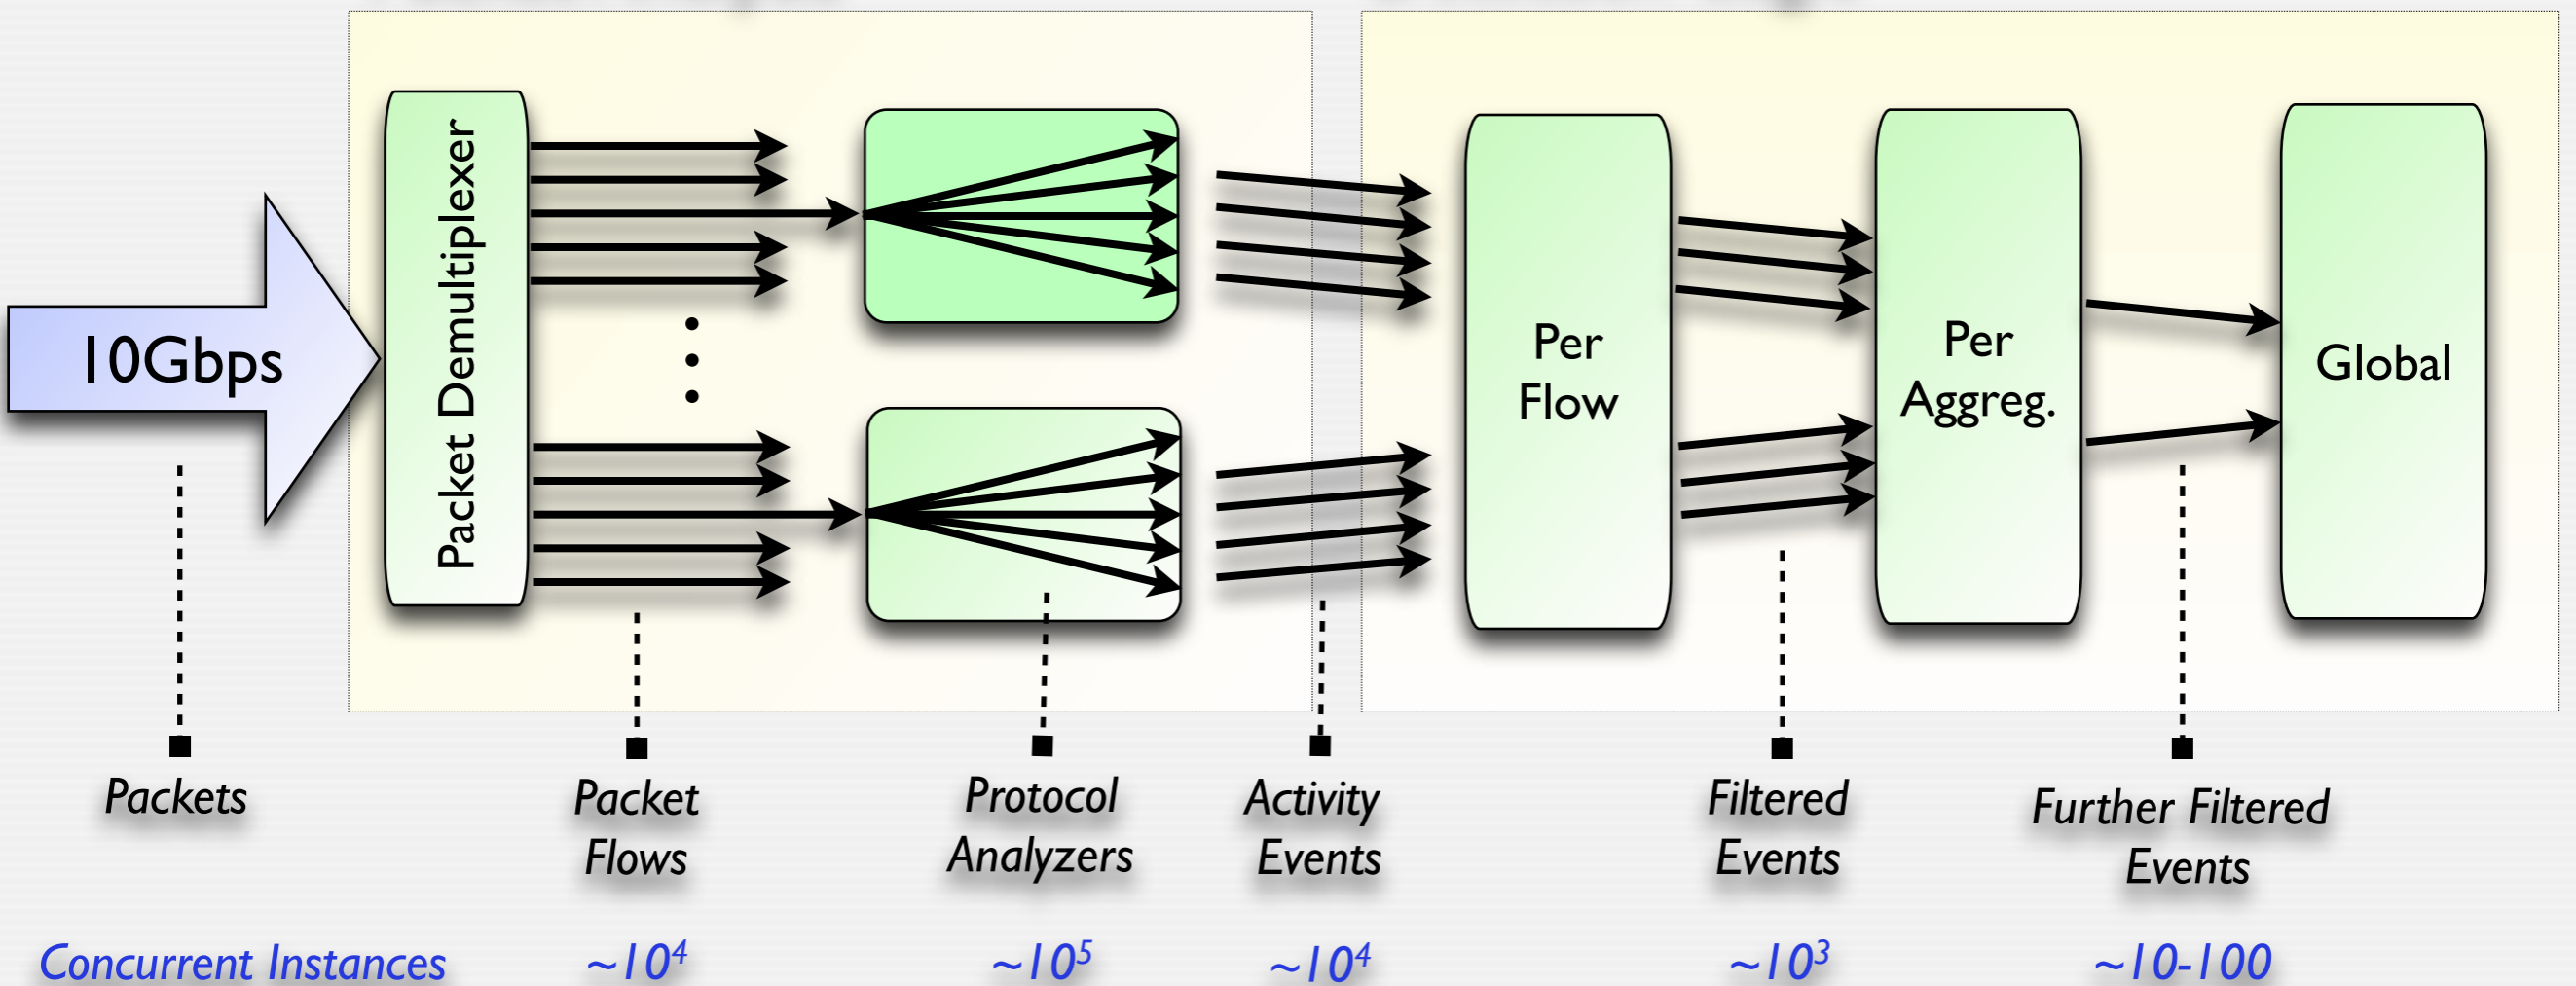 10Gbps
Packet Demultiplexer
Per
Flow
Per
Aggreg.
Global
Packets
Packet
Flows
Protocol
Analyzers
Activity
Events
Filtered
Events
Further Filtered
Events
Concurrent Instances
~10⁴
~10⁵
~10⁴
~10³
~10-100